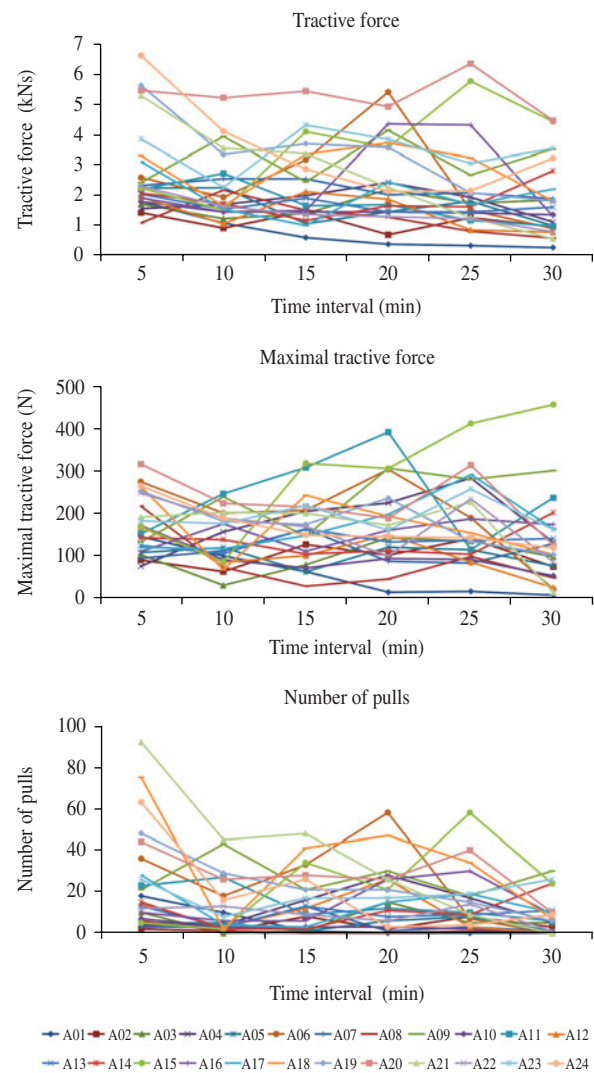 Tractive force
Tractive force (kNs)
7
6
5
4
3
2
1
0
5 10 15 20 25 30
Time interval (min)
Maximal tractive force
Maximal tractive force (N)
500
400
300
200
100
0
5 10 15 20 25 30
Time interval (min)
Number of pulls
Number of pulls
100
80
60
40
20
0
5 10 15 20 25 30
Time interval (min)
A01 A02 A03 A04 A05 A06 A07 A08 A09 A10 A11 A12
A13 A14 A15 A16 A17 A18 A19 A20 A21 A22 A23 A24